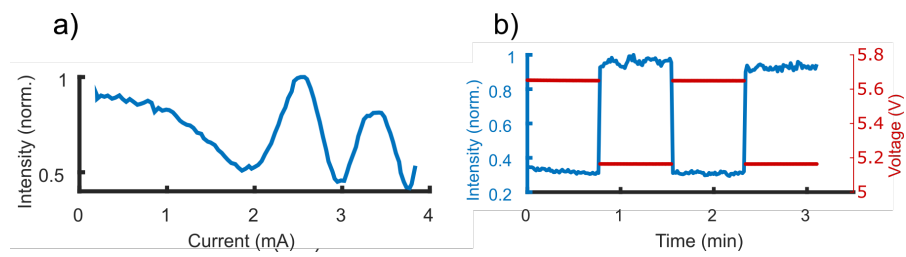 a)
Intensity (norm.)
1
0.5
0 1 2 3 4
Current (mA)
b)
Intensity (norm.)
1
0.8
0.6
0.4
0.2
0 1 2 3
Time (min)
5.8
5.6
5.4
5.2
5
Voltage (V)